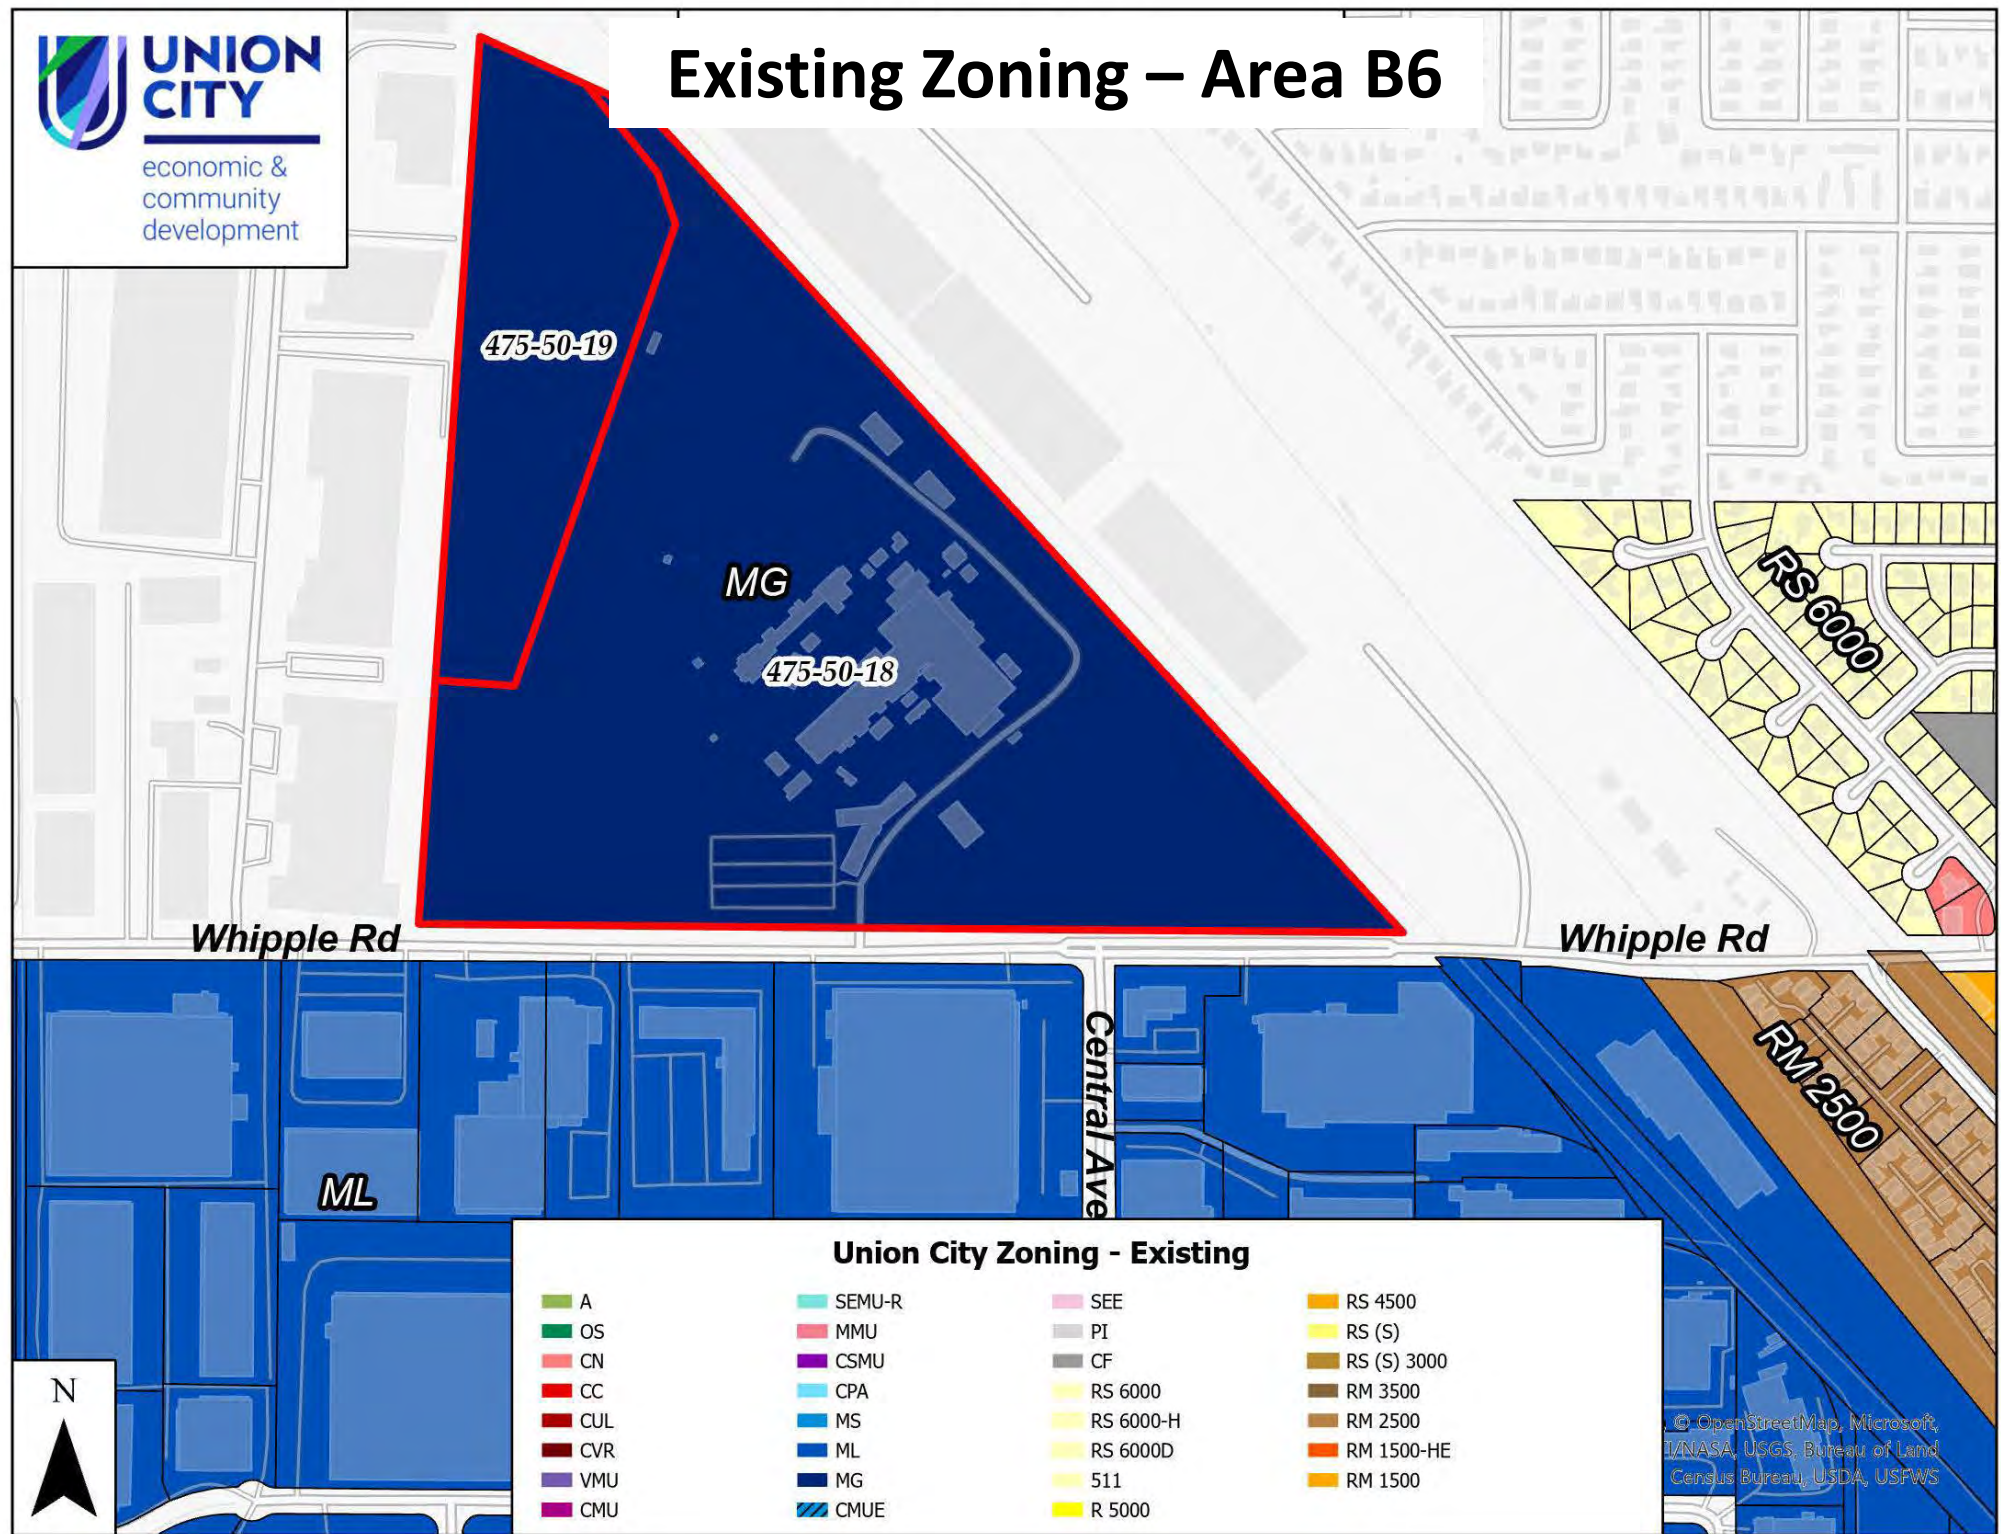 UNION
CITY
economic &
community
development
Existing Zoning – Area B6
475-50-19
MG
475-50-18
RS 6000
Whipple Rd
Whipple Rd
Central Ave
RM 2500
ML
Union City Zoning - Existing
A
OS
CN
CC
CUL
CVR
VMU
CMU
SEMU-R
MMU
CSMU
CPA
MS
ML
MG
CMUE
SEE
PI
CF
RS 6000
RS 6000-H
RS 6000D
511
R 5000
RS 4500
RS (S)
RS (S) 3000
RM 3500
RM 2500
RM 1500-HE
RM 1500
N
© OpenStreetMap, Microsoft,
/NASA, USGS, Bureau of Land
Census Bureau, USDA, USFWS